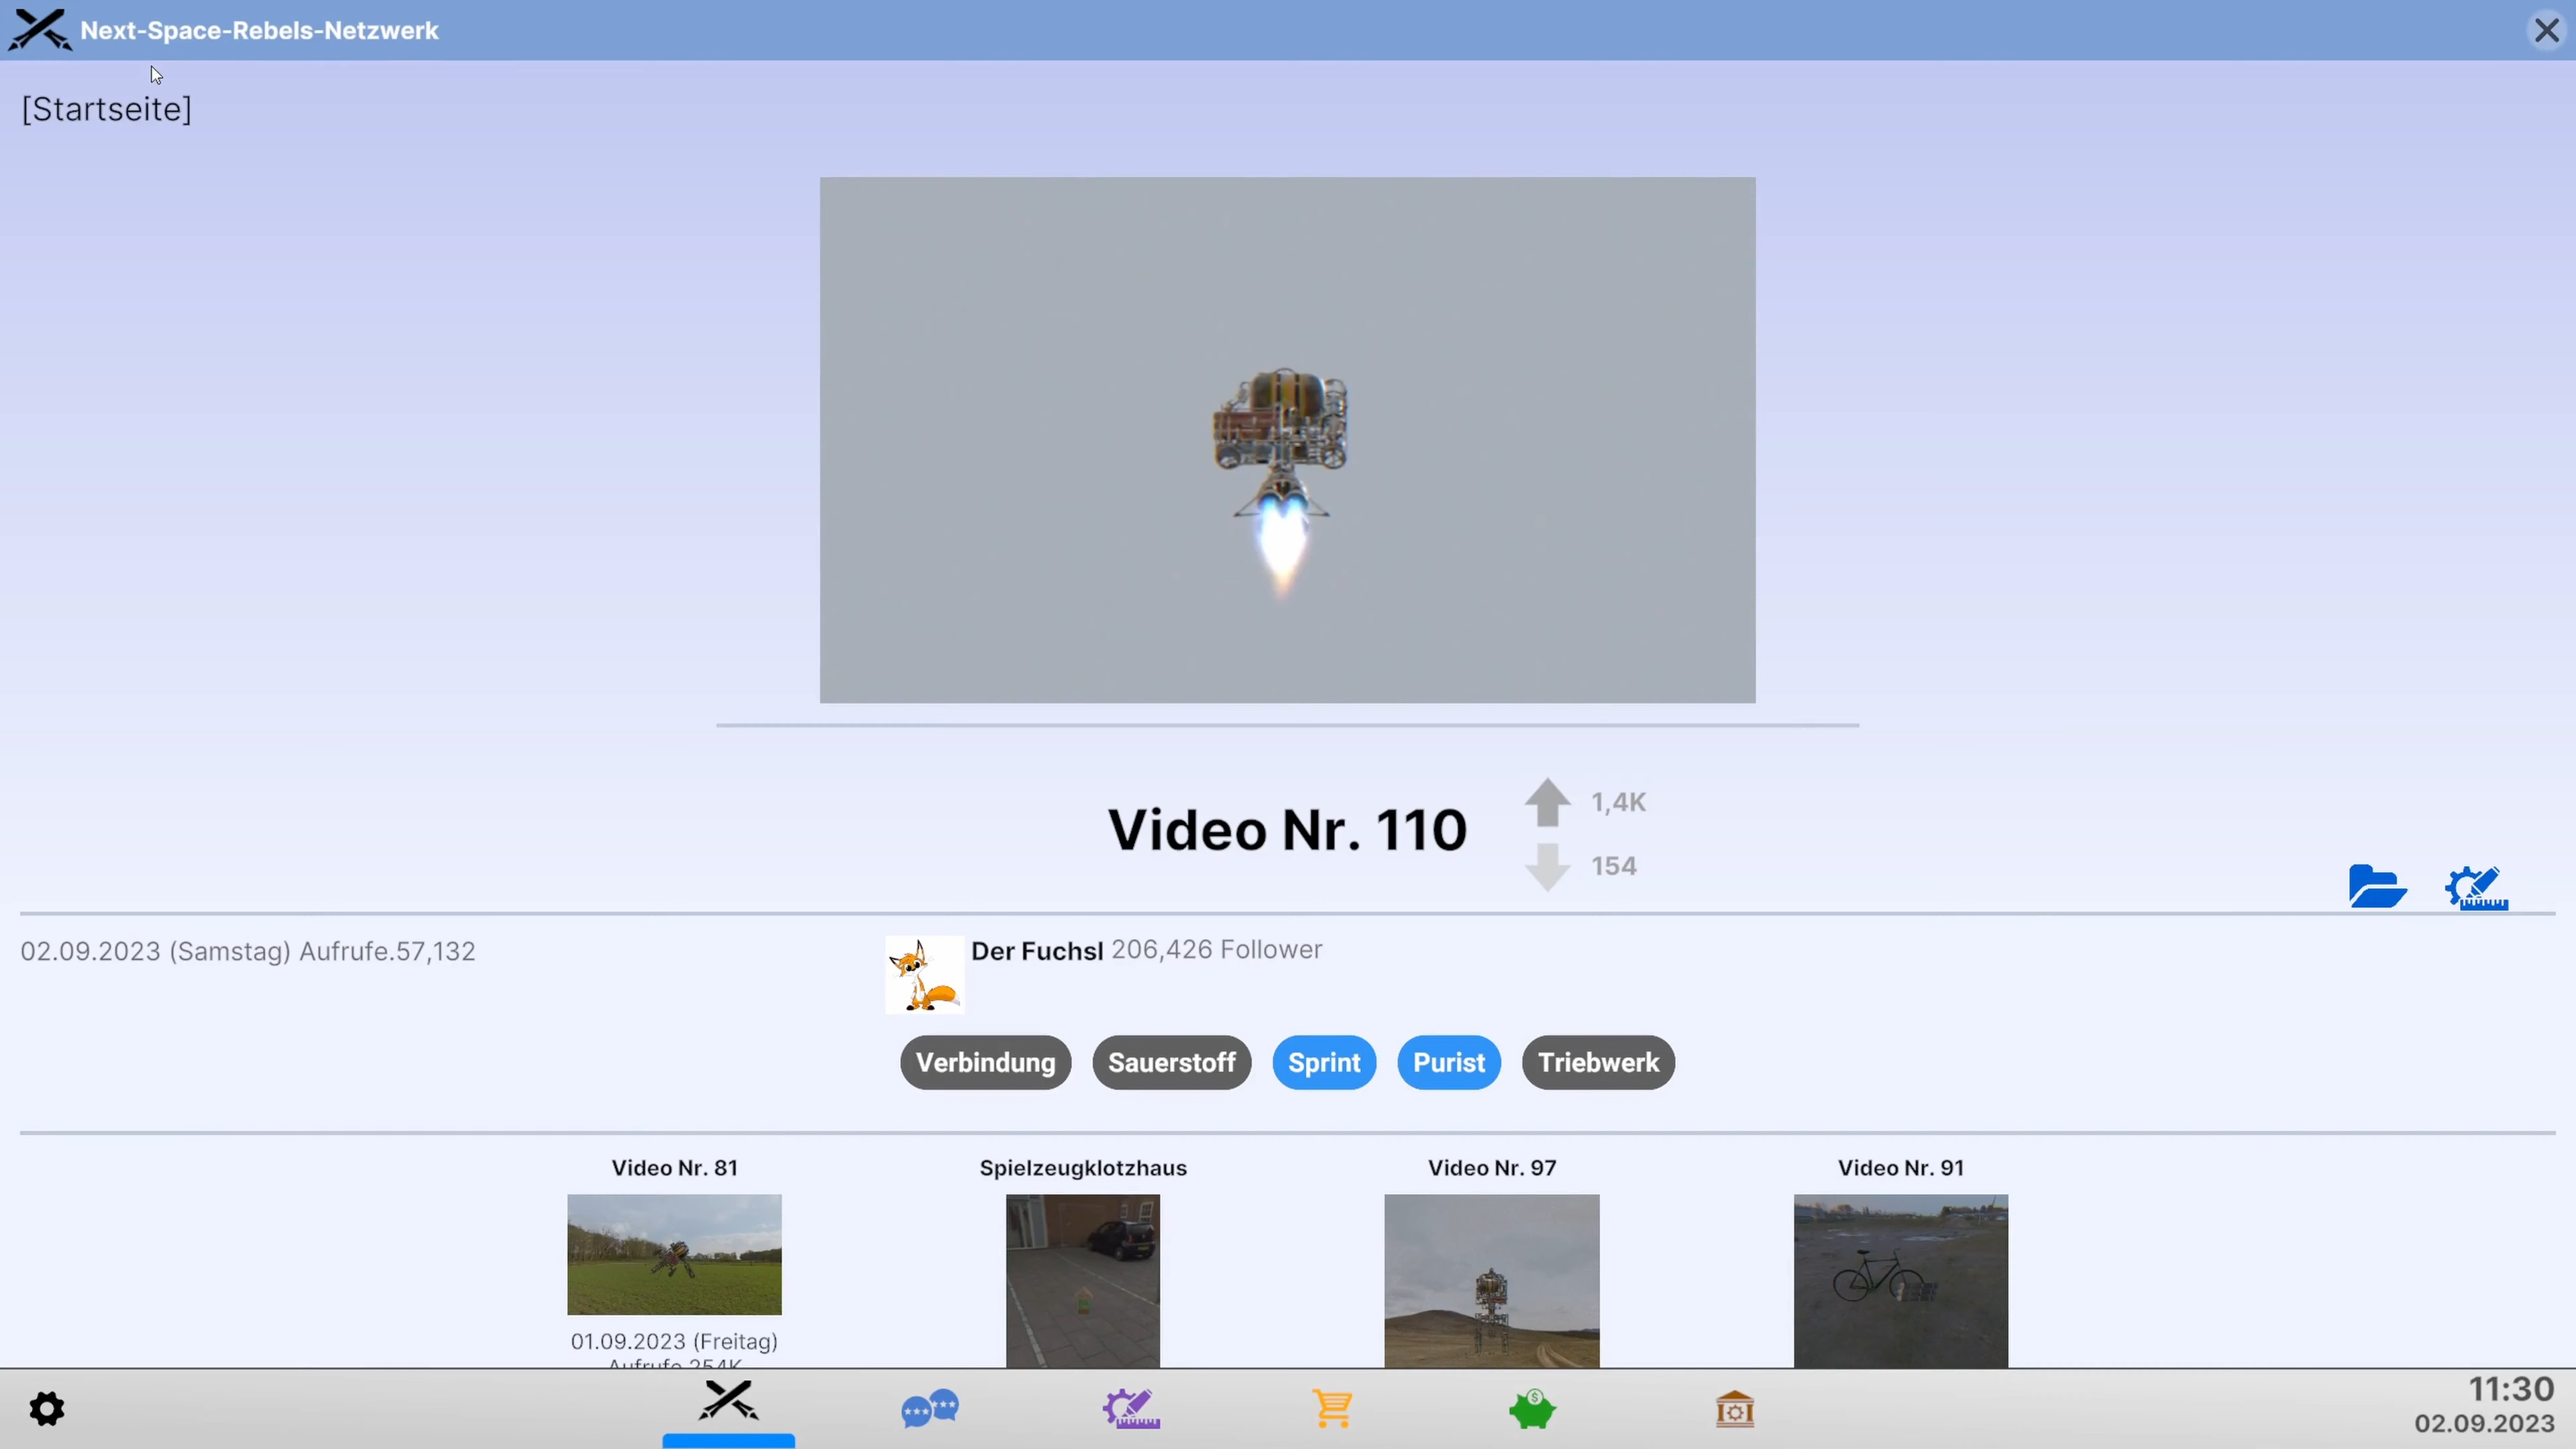 Next-Space-Rebels-Netzwerk
[Startseite]
Video Nr. 110
1,4K
154
02.09.2023 (Samstag) Aufrufe.57,132
Der Fuchsl 206,426 Follower
Verbindung Sauerstoff Sprint Purist Triebwerk
Video Nr. 81 Spielzeugklotzhaus Video Nr. 97 Video Nr. 91
01.09.2023 (Freitag)
Aufrufe.254K
11:30
02.09.2023